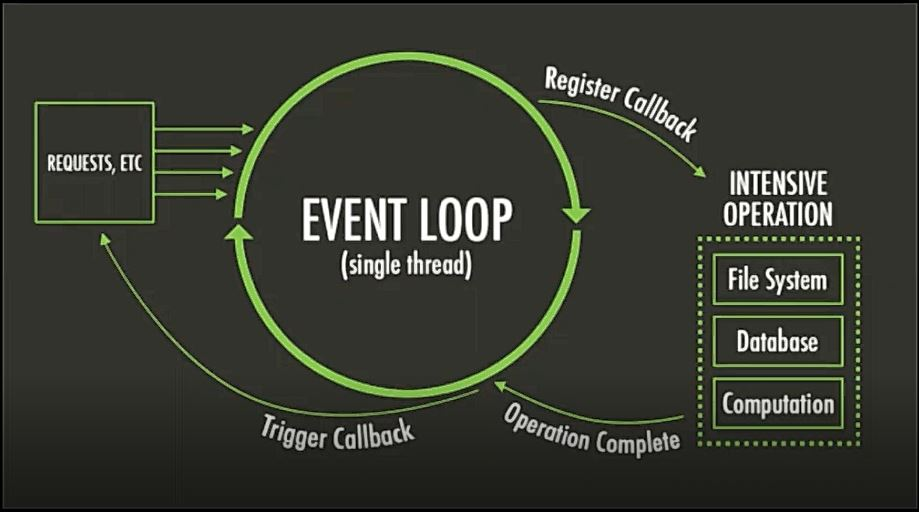 REQUESTS, ETC
EVENT LOOP
(single thread)
Register Callback
INTENSIVE
OPERATION
File System
Database
Computation
Operation Complete
Trigger Callback